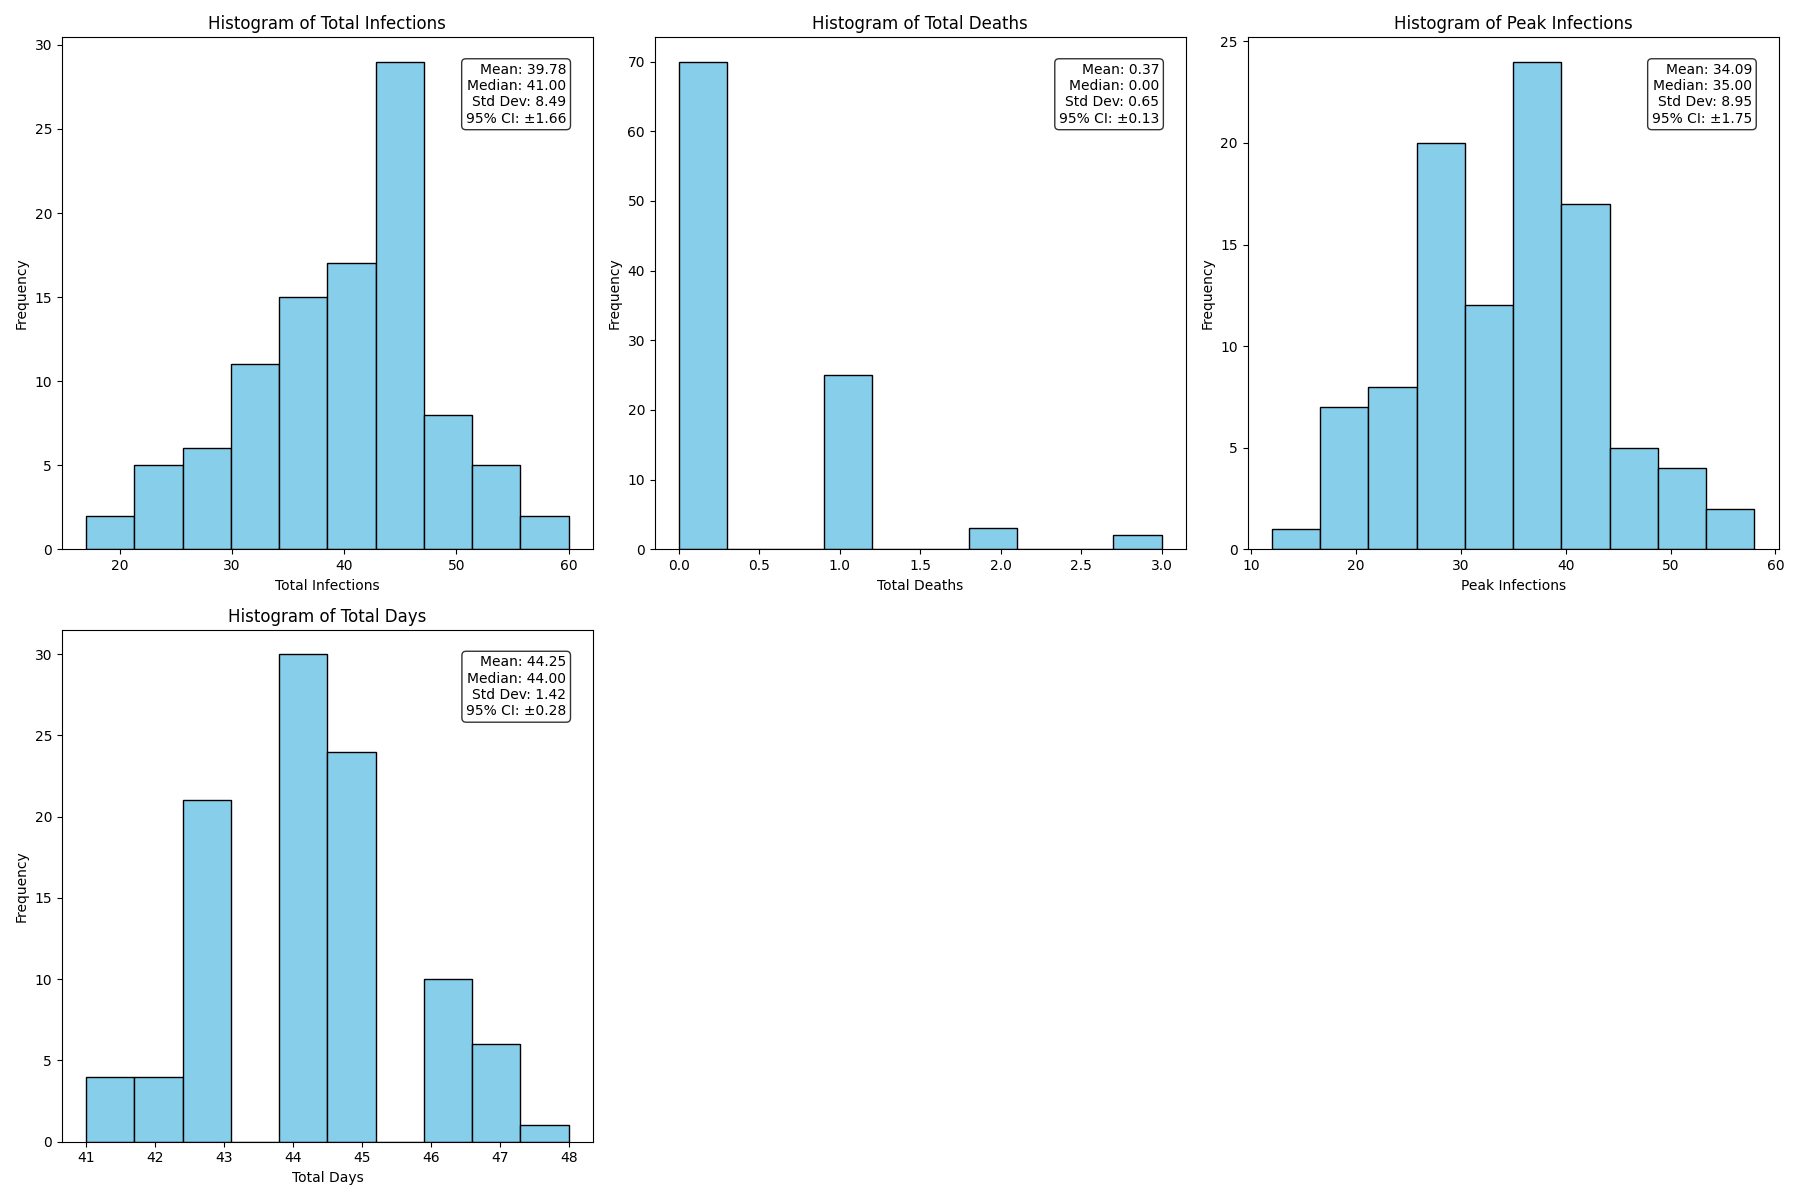 Histogram of Total Infections
Mean: 39.78
Median: 41.00
Std Dev: 8.49
95% CI: ±1.66
Frequency
30
25
20
15
10
5
0
20 30 40 50 60
Total Infections
Histogram of Total Deaths
Mean: 0.37
Median: 0.00
Std Dev: 0.65
95% CI: ±0.13
Frequency
70
60
50
40
30
20
10
0
0.0 0.5 1.0 1.5 2.0 2.5 3.0
Total Deaths
Histogram of Peak Infections
Mean: 34.09
Median: 35.00
Std Dev: 8.95
95% CI: ±1.75
Frequency
25
20
15
10
5
0
10 20 30 40 50 60
Peak Infections
Histogram of Total Days
Mean: 44.25
Median: 44.00
Std Dev: 1.42
95% CI: ±0.28
Frequency
30
25
20
15
10
5
0
41 42 43 44 45 46 47 48
Total Days